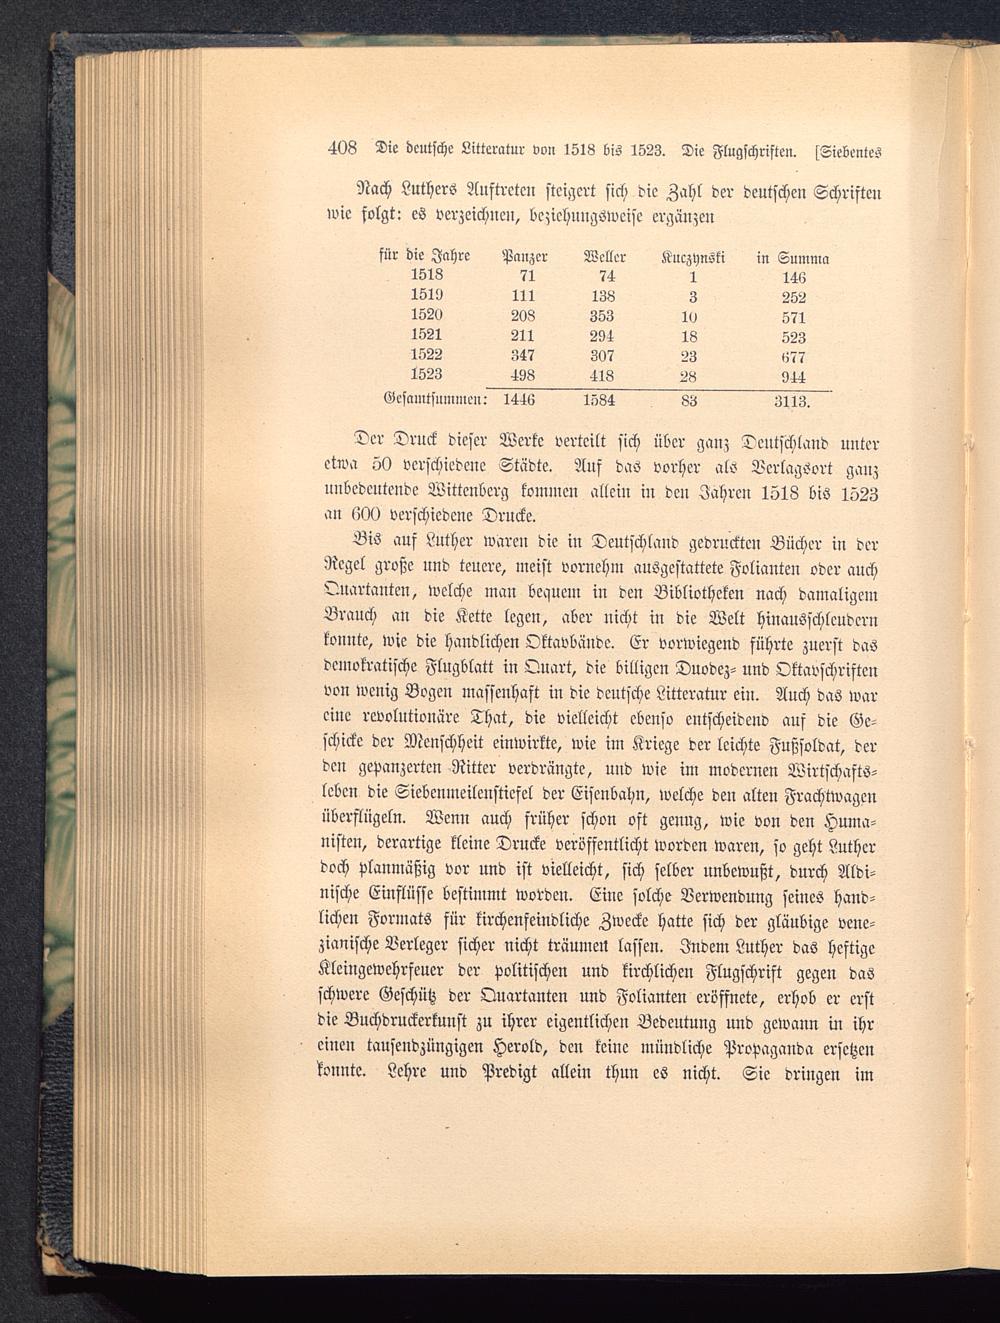 408 Die deutsche Litteratur von 1518 bis 1523. Die Flugschriften. [Siebentes
Nach Luthers Auftreten steigert sich die Zahl der deutschen Schriften
wie folgt: es verzeichnen, beziehungsweise ergänzen
für die Jahre Panzer Weller Kuczynski in Summa
1518 71 74 1 146
1519 111 138 3 252
1520 208 353 10 571
1521 211 294 18 523
1522 347 307 23 677
1523 498 418 28 944
Gesamtsummen: 1446 1584 83 3113.
Der Druck dieser Werke verteilt sich über ganz Deutschland unter
etwa 50 verschiedene Städte. Auf das vorher als Verlagsort ganz
unbedeutende Wittenberg kommen allein in den Jahren 1518 bis 1523
an 600 verschiedene Drucke.
Bis auf Luther waren die in Deutschland gedruckten Bücher in der
Regel große und teuere, meist vornehm ausgestattete Folianten oder auch
Quartanten, welche man bequem in den Bibliotheken nach damaligem
Brauch an die Kette legen, aber nicht in die Welt hinausschleudern
konnte, wie die handlichen Oktavbände. Er vorwiegend führte zuerst das
demokratische Flugblatt in Quart, die billigen Duodez- und Oktavschriften
von wenig Bogen massenhaft in die deutsche Litteratur ein. Auch das war
eine revolutionäre That, die vielleicht ebenso entscheidend auf die Ge-
schicke der Menschheit einwirkte, wie im Kriege der leichte Fußsoldat, der
den gepanzerten Ritter verdrängte, und wie im modernen Wirtschafts-
leben die Siebenmeilenstiefel der Eisenbahn, welche den alten Frachtwagen
überflügeln. Wenn auch früher schon oft genug, wie von den Huma-
nisten, derartige kleine Drucke veröffentlicht worden waren, so geht Luther
doch planmäßig vor und ist vielleicht, sich selber unbewußt, durch Aldi-
nische Einflüsse bestimmt worden. Eine solche Verwendung seines hand-
lichen Formats für kirchenfeindliche Zwecke hatte sich der gläubige vene-
zianische Verleger sicher nicht träumen lassen. Indem Luther das heftige
Kleingewehrfeuer der politischen und kirchlichen Flugschrift gegen das
schwere Geschütz der Quartanten und Folianten eröffnete, erhob er erst
die Buchdruckerkunst zu ihrer eigentlichen Bedeutung und gewann in ihr
einen tausendzüngigen Herold, den keine mündliche Propaganda ersetzen
konnte. Lehre und Predigt allein thun es nicht. Sie dringen im